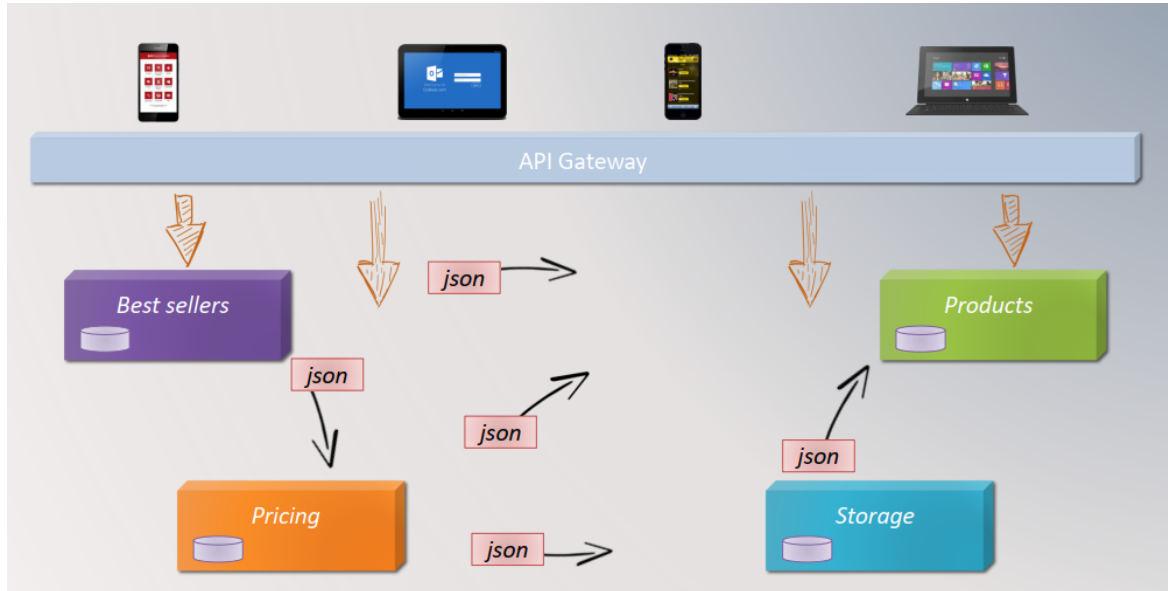 API Gateway
json
Best sellers
Products
json
json
json
Pricing
Storage
json